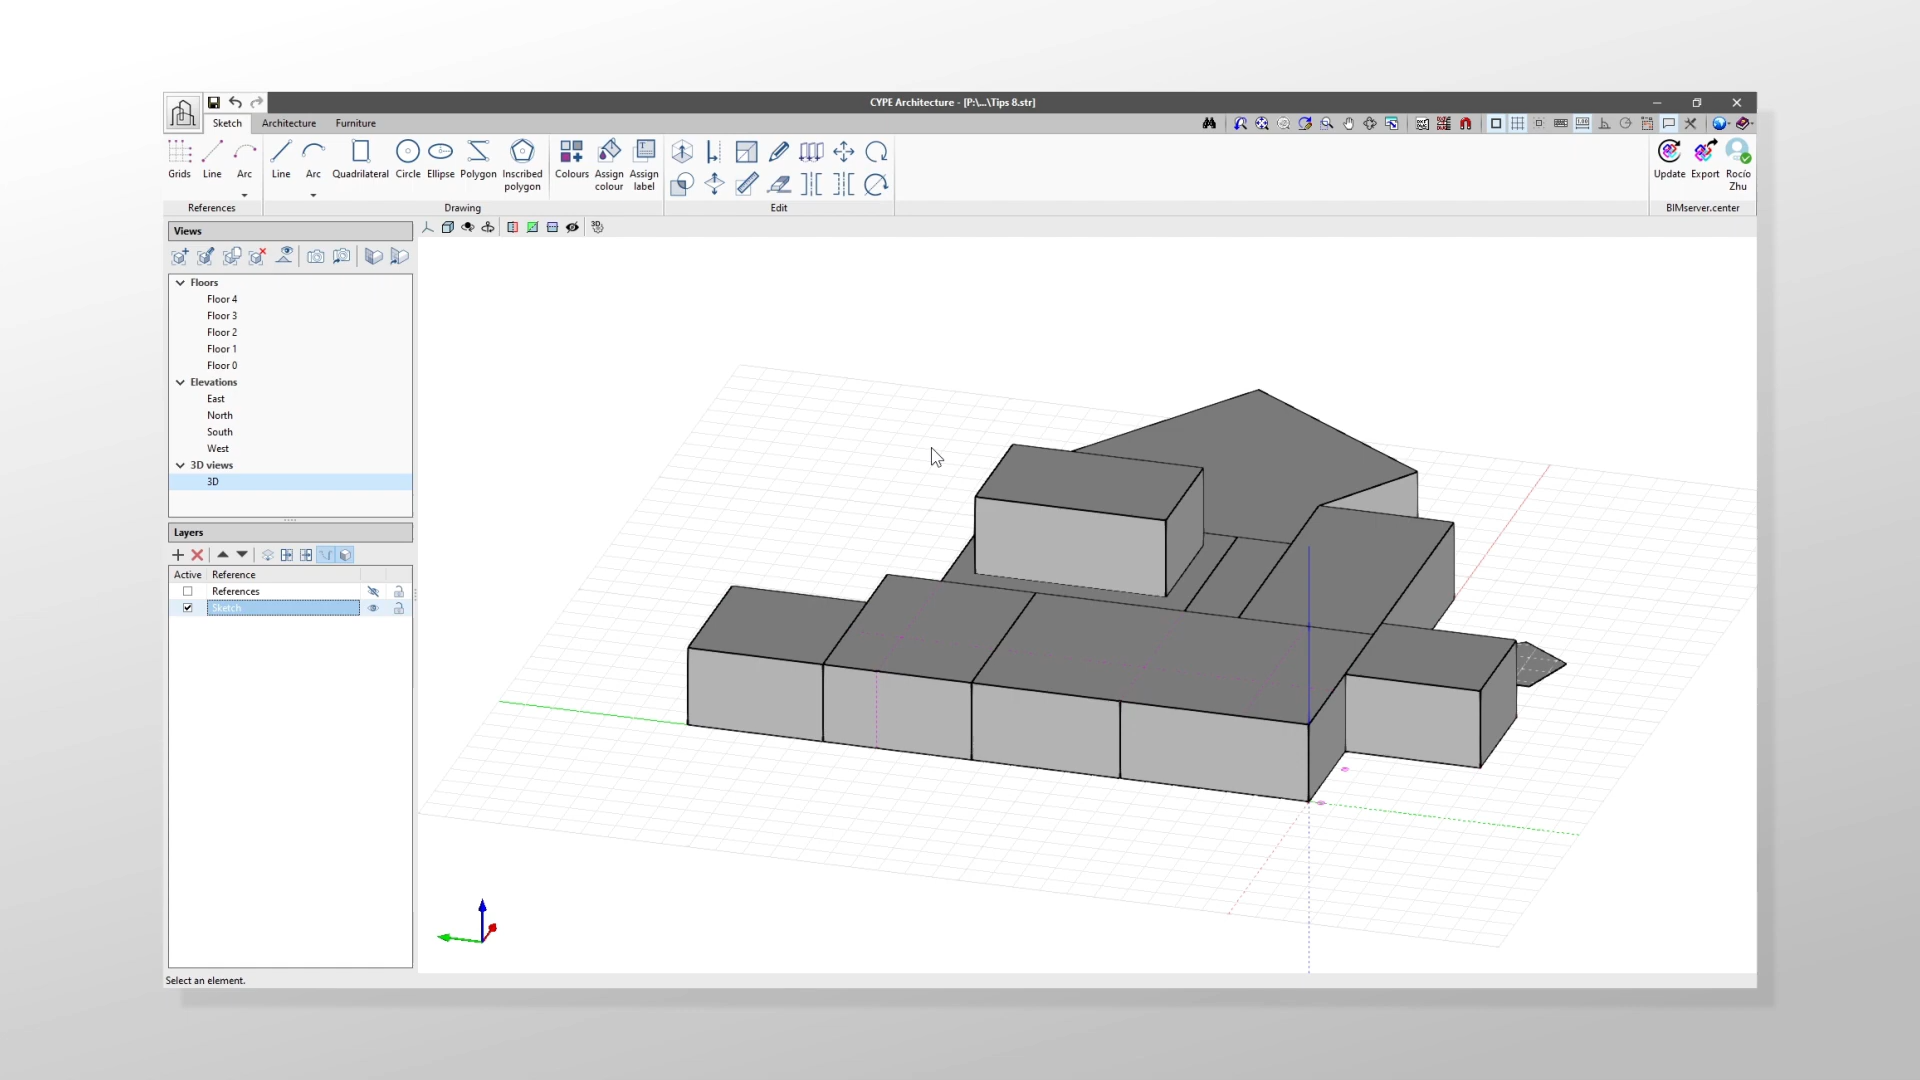 CYPE Architecture - [P:\...\Tips 8.str]
Sketch Architecture Furniture
Grids Line Arc Line Arc Quadrilateral Circle Ellipse Polygon Inscribed polygon Colours Assign colour Assign label Update Export Rocío Zhu
References Drawing Edit BIMserver.center
Views
Floors
Floor 4
Floor 3
Floor 2
Floor 1
Floor 0
Elevations
East
North
South
West
3D views
3D
Layers
Active Reference
References
Sketch
Select an element.